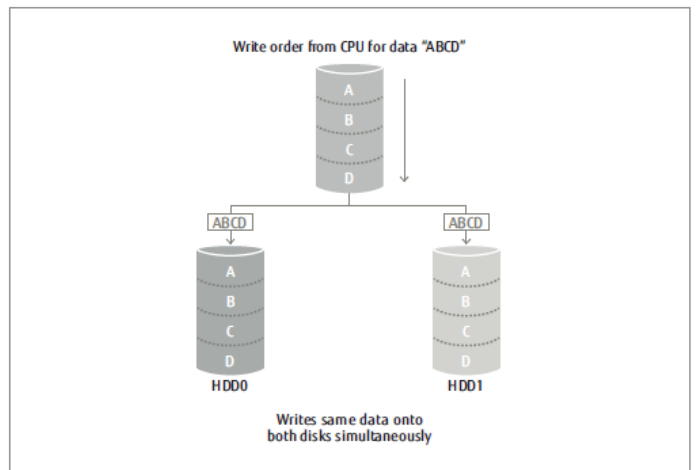 Write order from CPU for data “ABCD”
A
B
C
D
ABCD
ABCD
A
B
C
D
A
B
C
D
HDD0
HDD1
Writes same data onto
both disks simultaneously